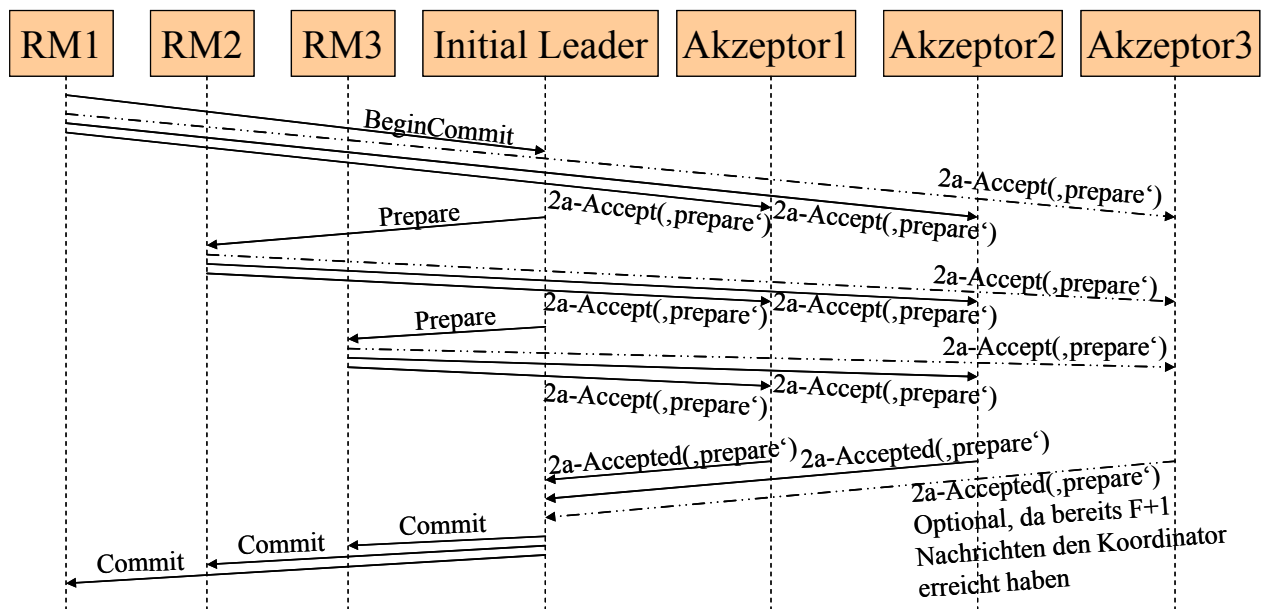 RM1
RM2
RM3
Initial Leader
Akzeptor1
Akzeptor2
Akzeptor3
BeginCommit
2a-Accept(‚prepare‘)
2a-Accept(‚prepare‘)
2a-Accept(‚prepare‘)
Prepare
2a-Accept(‚prepare‘)
2a-Accept(‚prepare‘)
2a-Accept(‚prepare‘)
Prepare
2a-Accept(‚prepare‘)
2a-Accept(‚prepare‘)
2a-Accept(‚prepare‘)
2a-Accepted(‚prepare‘)
2a-Accepted(‚prepare‘)
2a-Accepted(‚prepare‘)
Optional, da bereits F+1
Nachrichten den Koordinator
erreicht haben
Commit
Commit
Commit